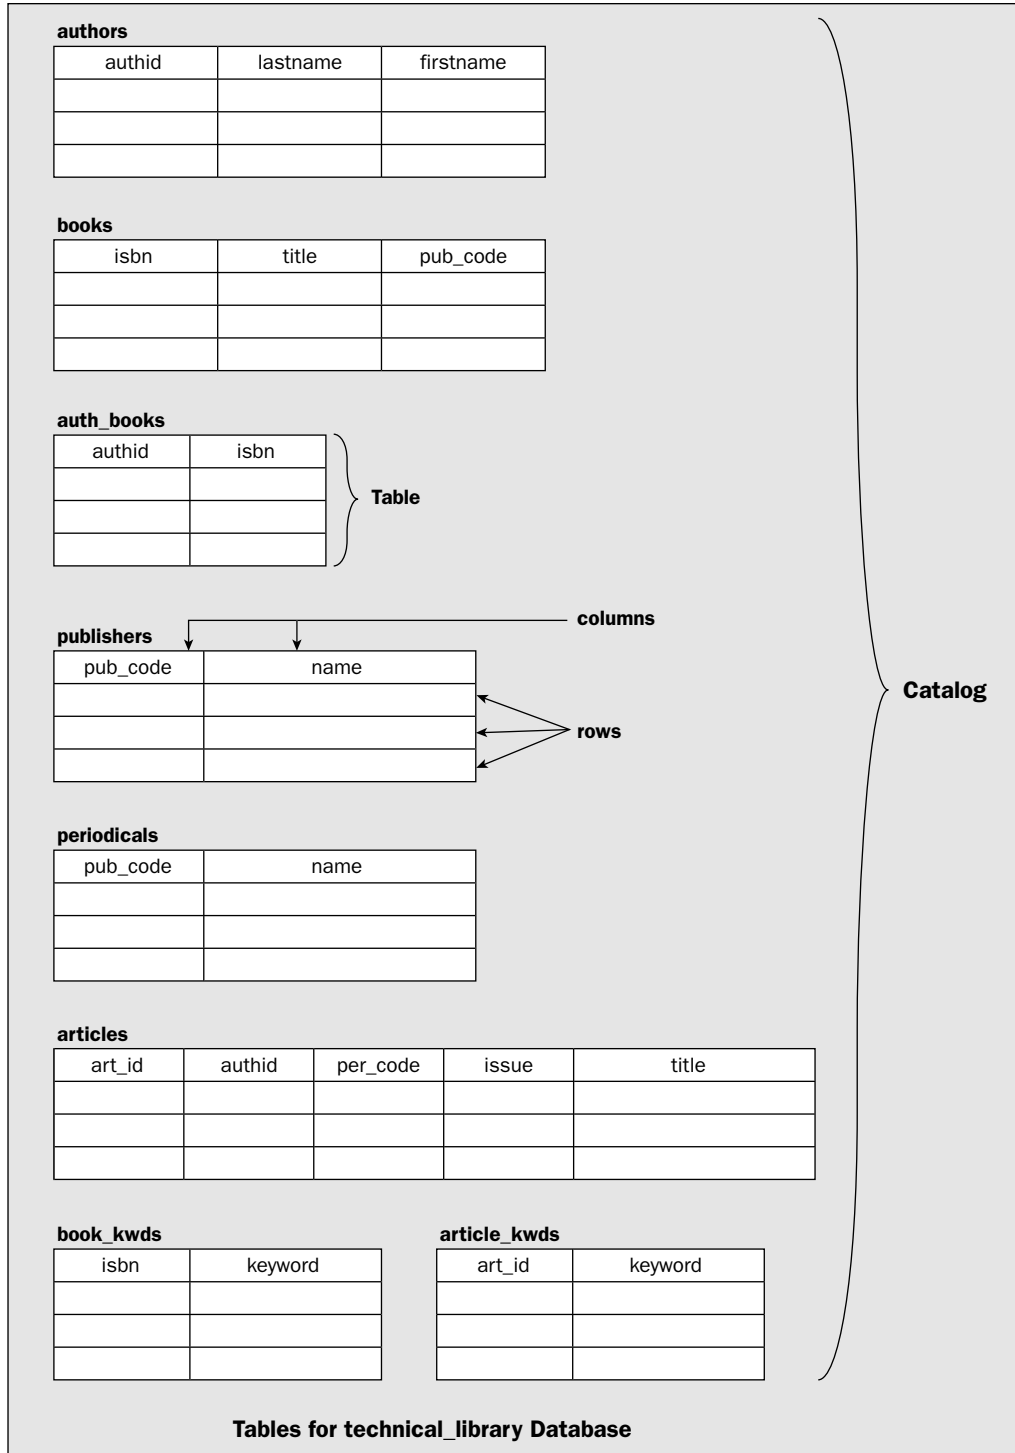 authors
authid lastname firstname
books
isbn title pub_code
auth_books
authid isbn
Table
columns
publishers
pub_code name
rows
Catalog
periodicals
pub_code name
articles
art_id authid per_code issue title
book_kwds article_kwds
isbn keyword art_id keyword
Tables for technical_library Database